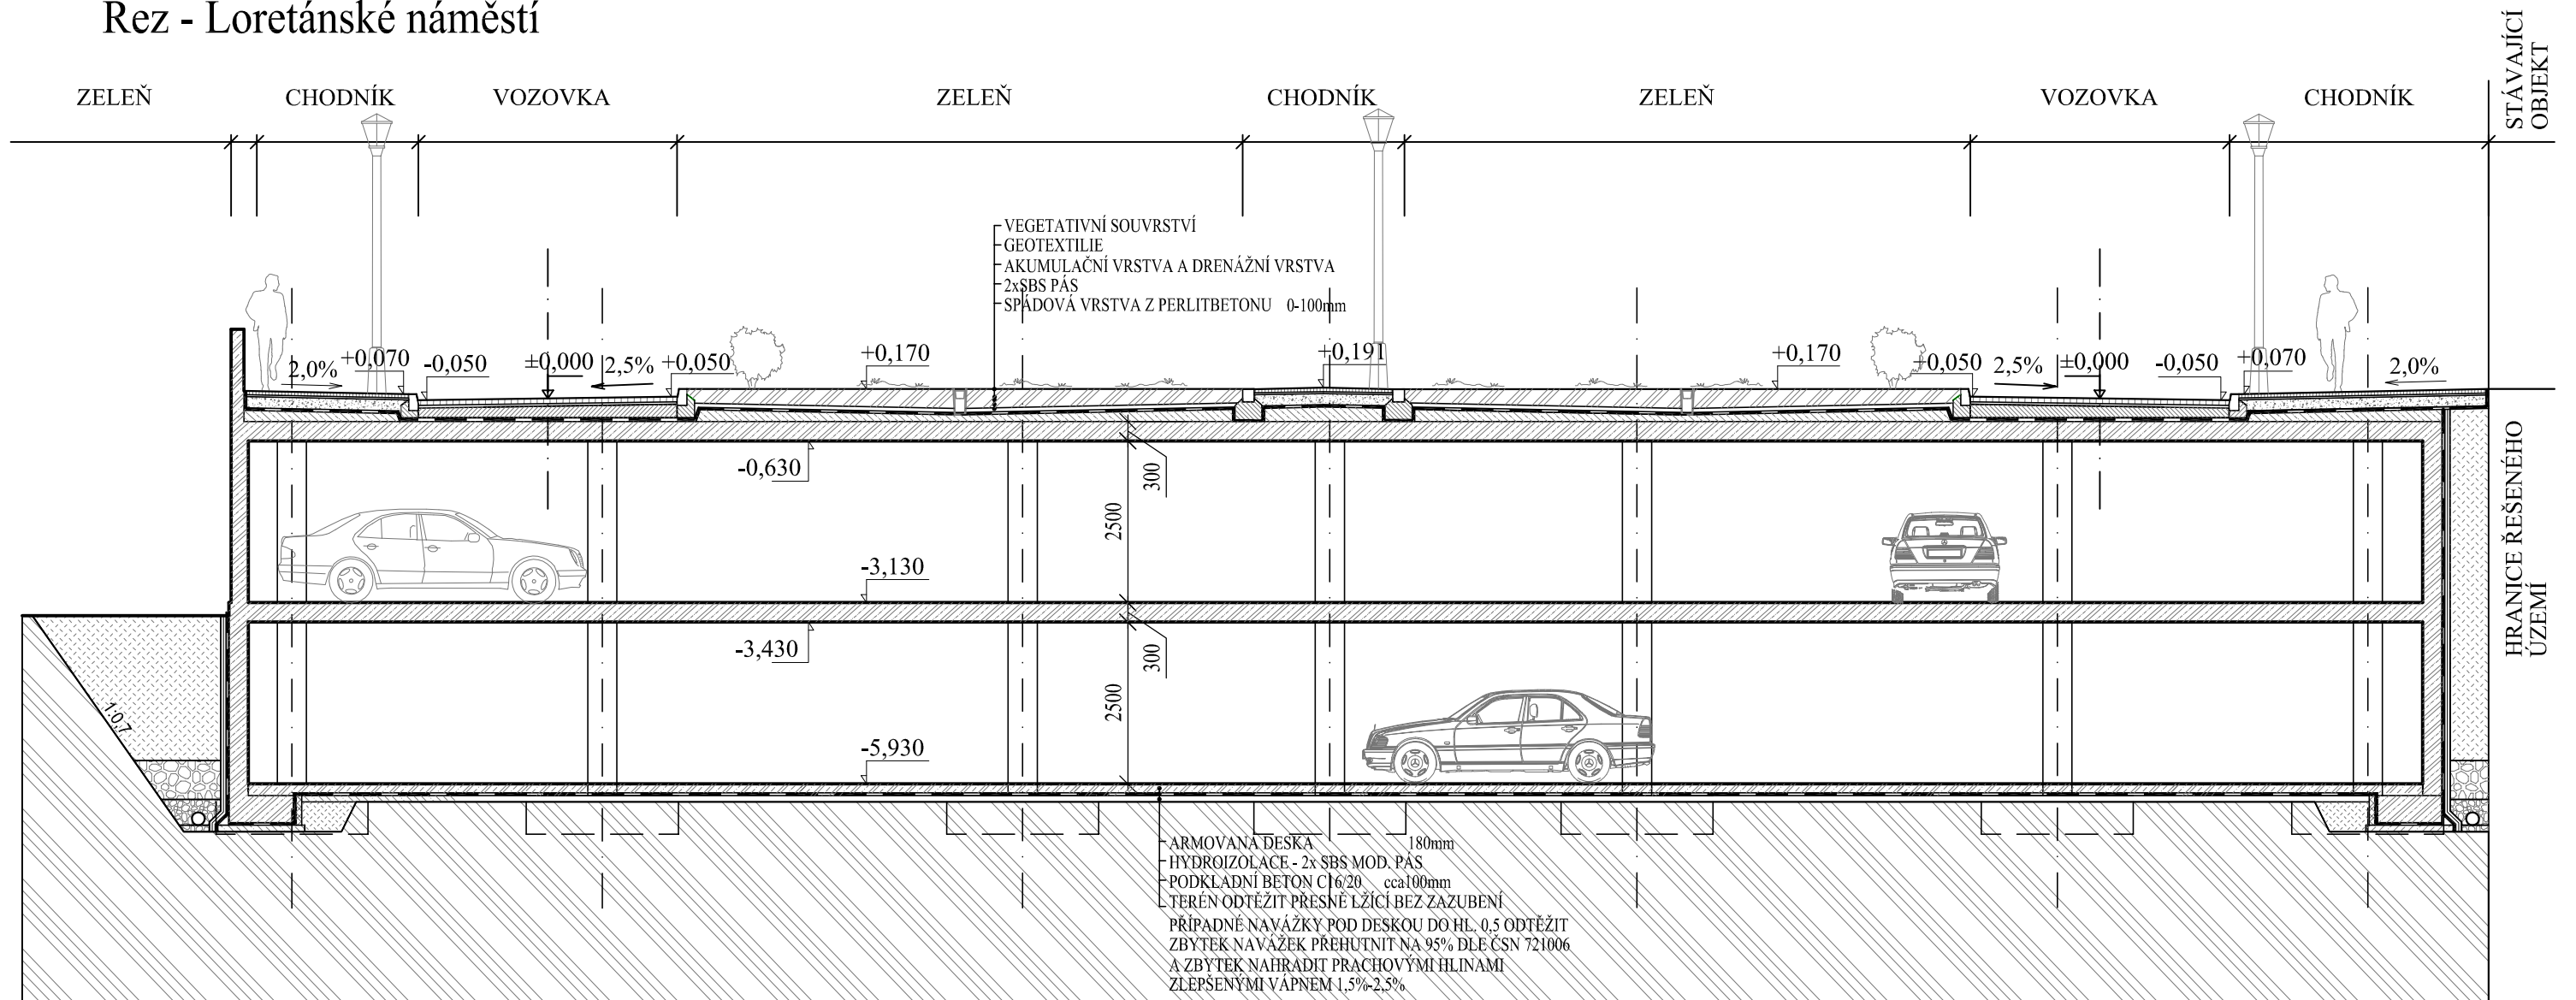 Řez - Loretánské náměstí
STÁVAJÍCÍ
OBJEKT
ZELEŇ CHODNÍK VOZOVKA ZELEŇ CHODNÍK ZELEŇ VOZOVKA CHODNÍK
VEGETATIVNÍ SOUVRSTVÍ
GEOTEXTILIE
AKUMULAČNÍ VRSTVA A DRENÁŽNÍ VRSTVA
2xSBS PÁS
SPÁDOVÁ VRSTVA Z PERLITBETONU 0-100mm
2,0% +0,070 -0,050 ±0,000 2,5% +0,050 +0,170 +0,191 +0,170 +0,050 2,5% ±0,000 -0,050 +0,070 2,0%
-0,630
300
2500
-3,130
HRANICE ŘEŠENÉHO
ÚZEMÍ
-3,430
300
2500
1:0,7
-5,930
ARMOVANA DESKA 180mm
HYDROIZOLACE - 2x SBS MOD. PÁS
PODKLADNÍ BETON C16/20 cca100mm
TERÉN ODTĚŽIT PŘESNĚ LŽÍCÍ BEZ ZAZUBENÍ
PŘÍPADNÉ NAVÁŽKY POD DESKOU DO HL. 0,5 ODTĚŽIT
ZBYTEK NAVÁŽEK PŘEHUTNIT NA 95% DLE ČSN 721006
A ZBYTEK NAHRADIT PRACHOVÝMI HLINAMI
ZLEPŠENÝMI VÁPNEM 1,5%-2,5%